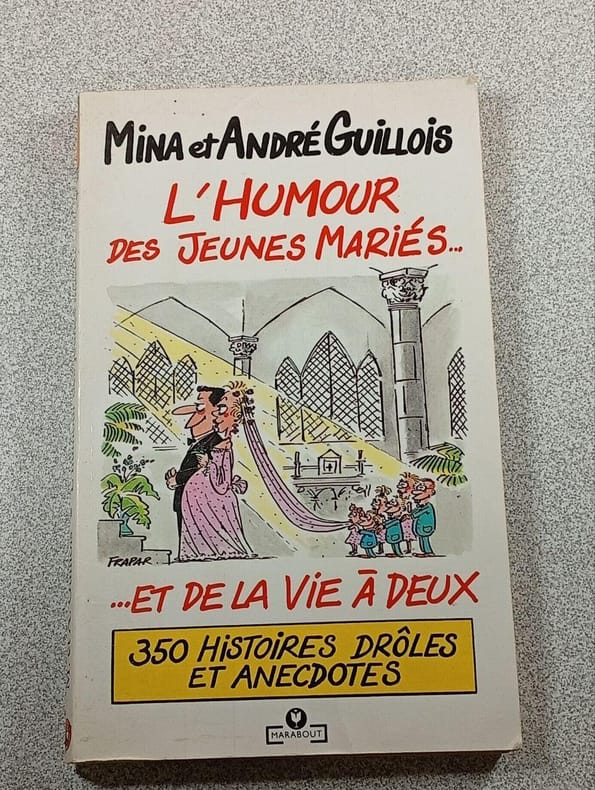 MINA et ANDRÉ GUILLOIS
L'HUMOUR
DES JEUNES MARIÉS...
FRAPAR
...ET DE LA VIE À DEUX
350 HISTOIRES DRÔLES
ET ANECDOTES
MARABOUT